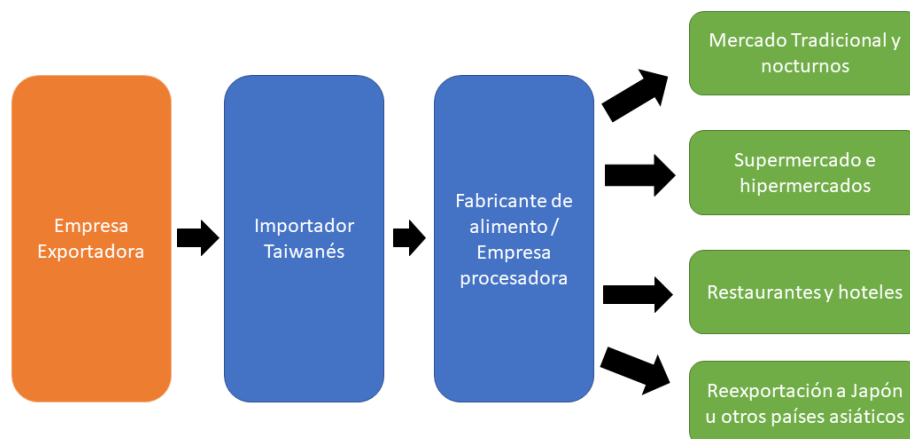 Empresa
Exportadora
Importador
Taiwanés
Fabricante de
alimento /
Empresa
procesadora
Mercado Tradicional y
nocturnos
Supermercado e
hipermercados
Restaurantes y hoteles
Reexportación a Japón
u otros países asiáticos